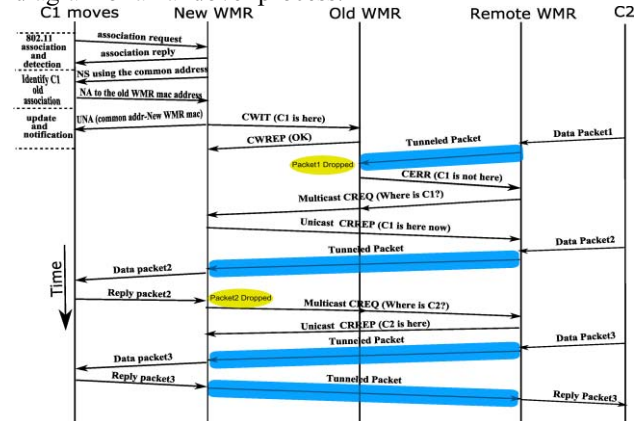 C1 moves New WMR Old WMR Remote WMR C2
802.11
association
and
detection
association request
association reply
Identify C1
old
association
NS using the common address
NA to the old WMR mac address
update
and
notification
UNA (common addr-New WMR mac)
CWIT (C1 is here)
CWREP (OK)
Data Packet1
Tunneled Packet
Packet1 Dropped
CERR (C1 is not here)
Multicast CREQ (Where is C1?)
Unicast CRREP (C1 is here now)
Data Packet2
Tunneled Packet
Data packet2
Time
Reply packet2
Packet2 Dropped
Multicast CREQ (Where is C2?)
Unicast CRREP (C2 is here)
Data Packet3
Tunneled Packet
Data packet3
Reply packet3
Tunneled Packet
Reply Packet3